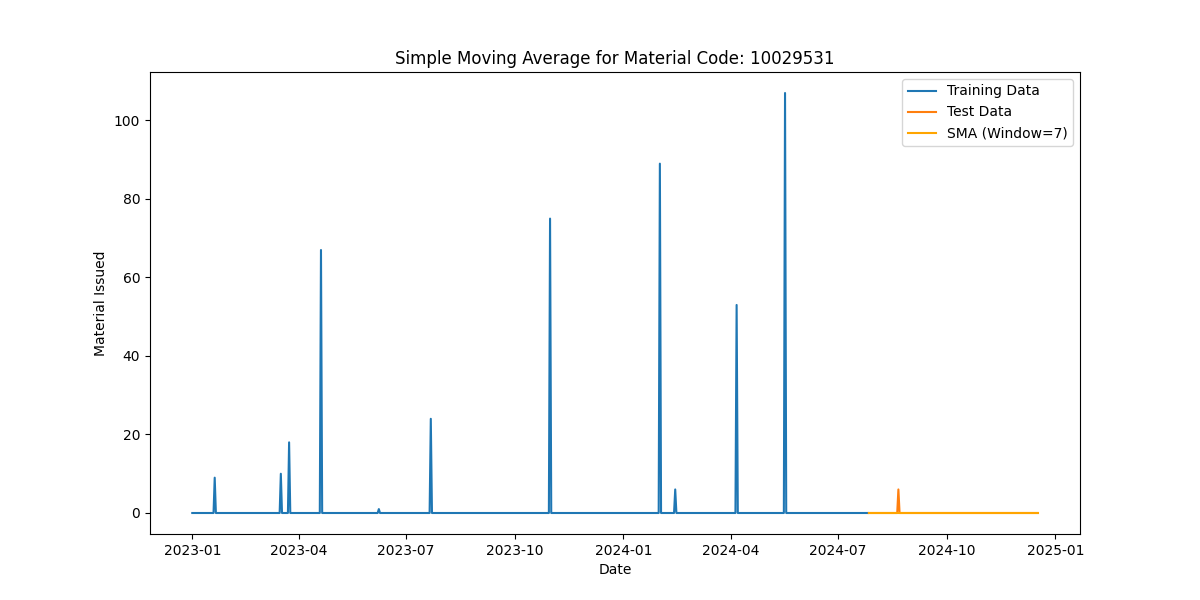 Simple Moving Average for Material Code: 10029531
Training Data
Test Data
SMA (Window=7)
Material Issued
100
80
60
40
20
0
2023-01 2023-04 2023-07 2023-10 2024-01 2024-04 2024-07 2024-10 2025-01
Date